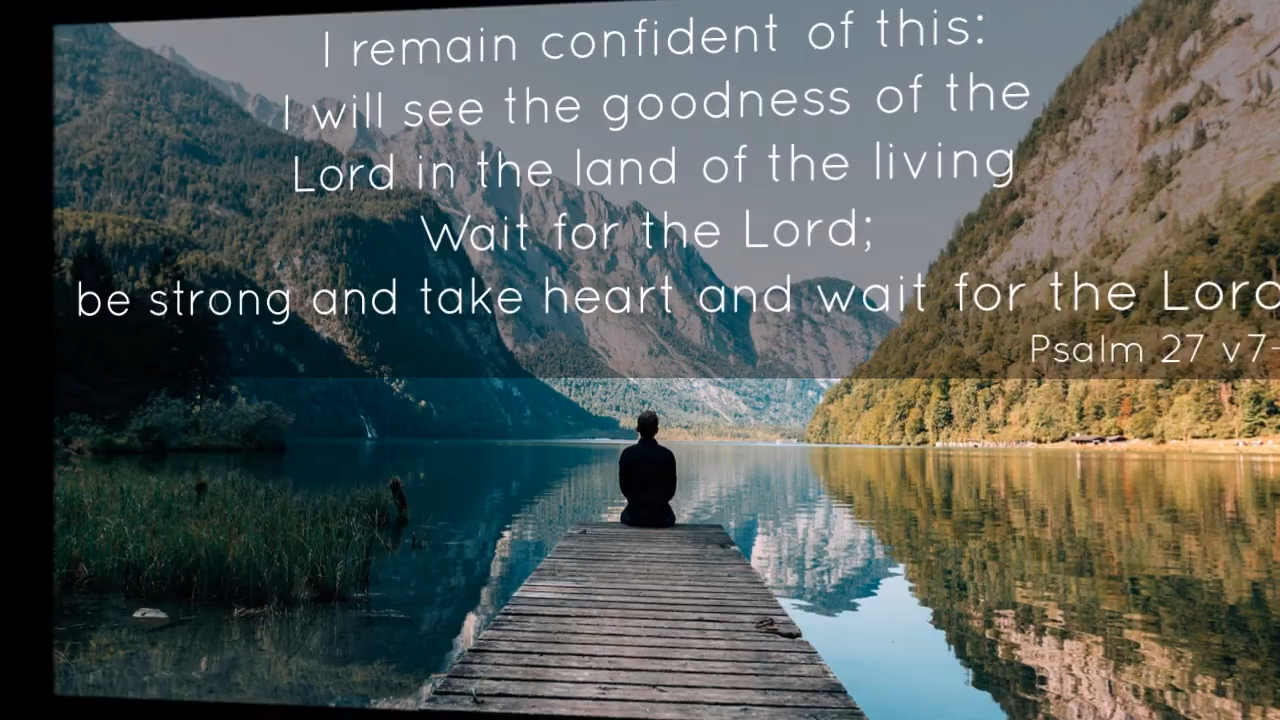 I remain confident of this:
I will see the goodness of the
Lord in the land of the living
Wait for the Lord;
be strong and take heart and wait for the
Psalm 27 v7-